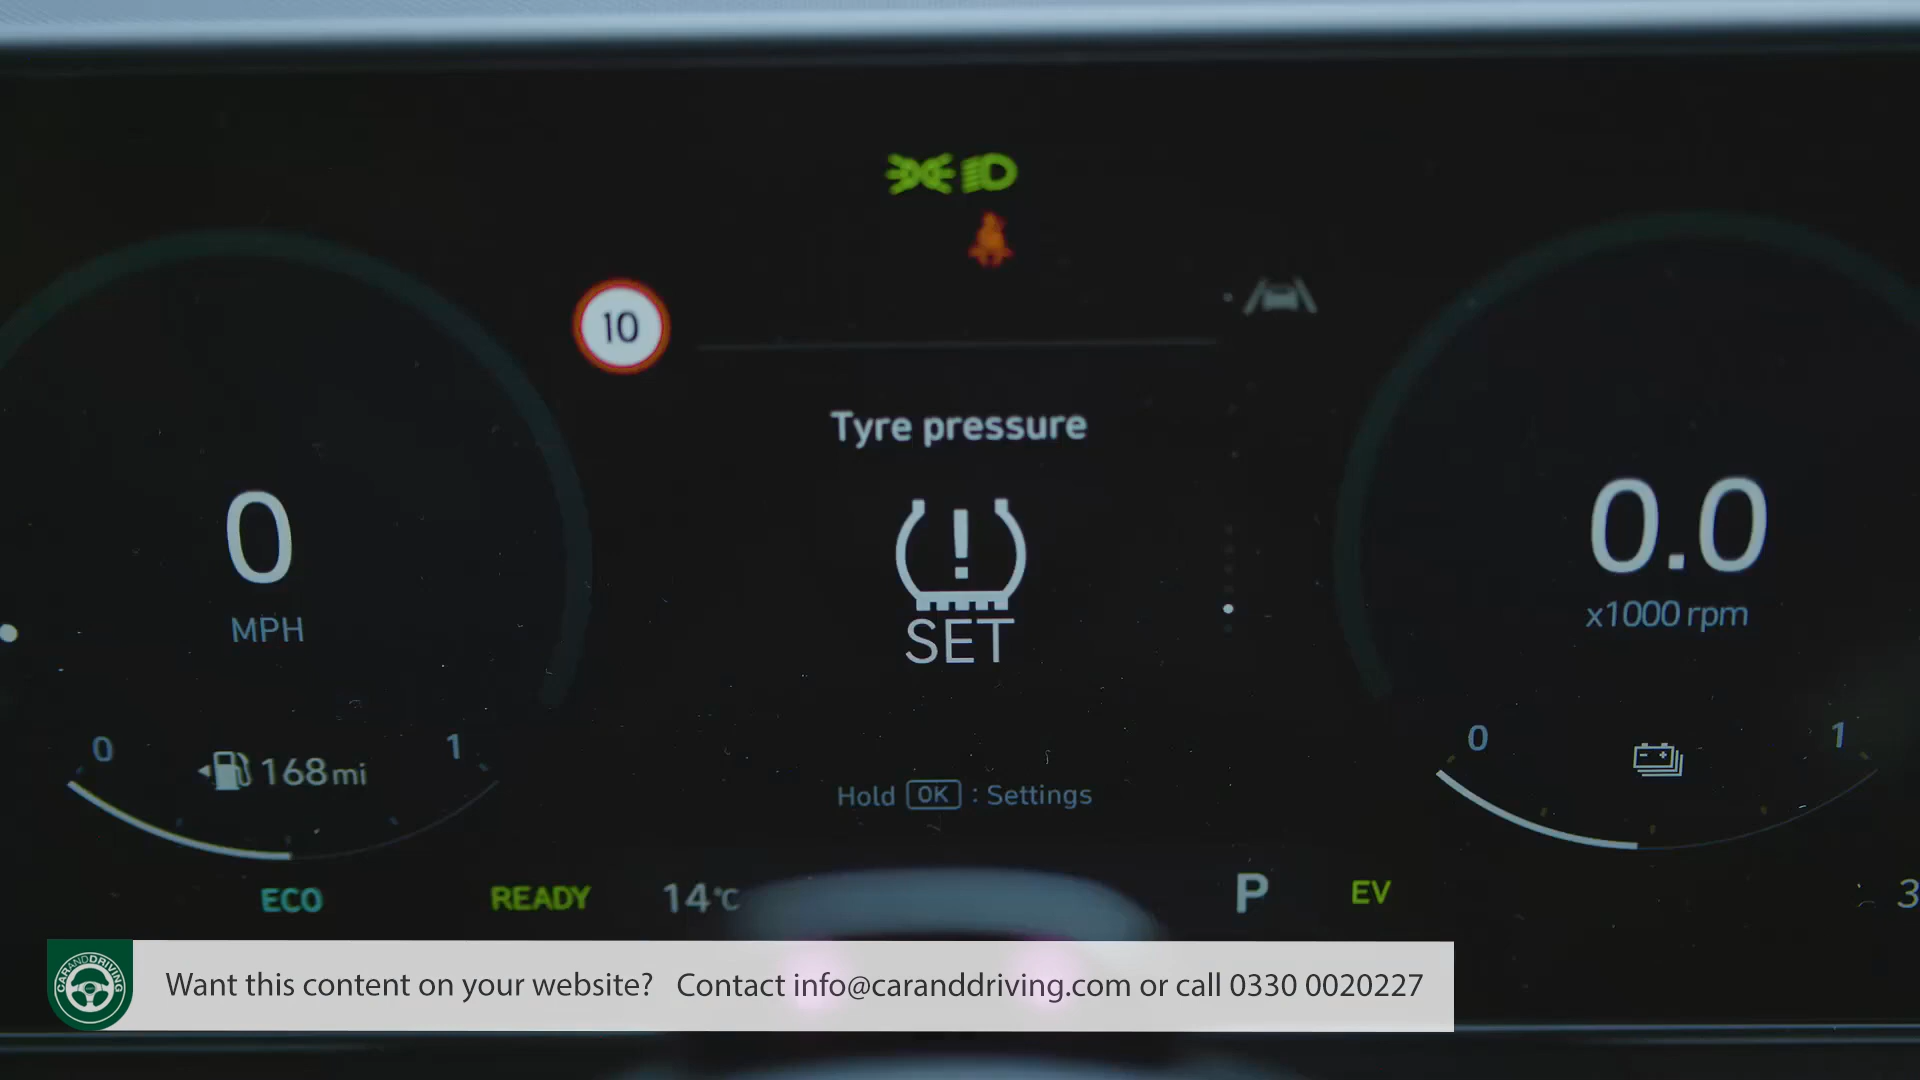 10
Tyre pressure
0
MPH
!
SET
0.0
x1000 rpm
0
168 mi
1
Hold OK : Settings
0
1
ECO
READY
14°C
P
EV
3
CARANDDRIVING
Want this content on your website? Contact info@caranddriving.com or call 0330 0020227